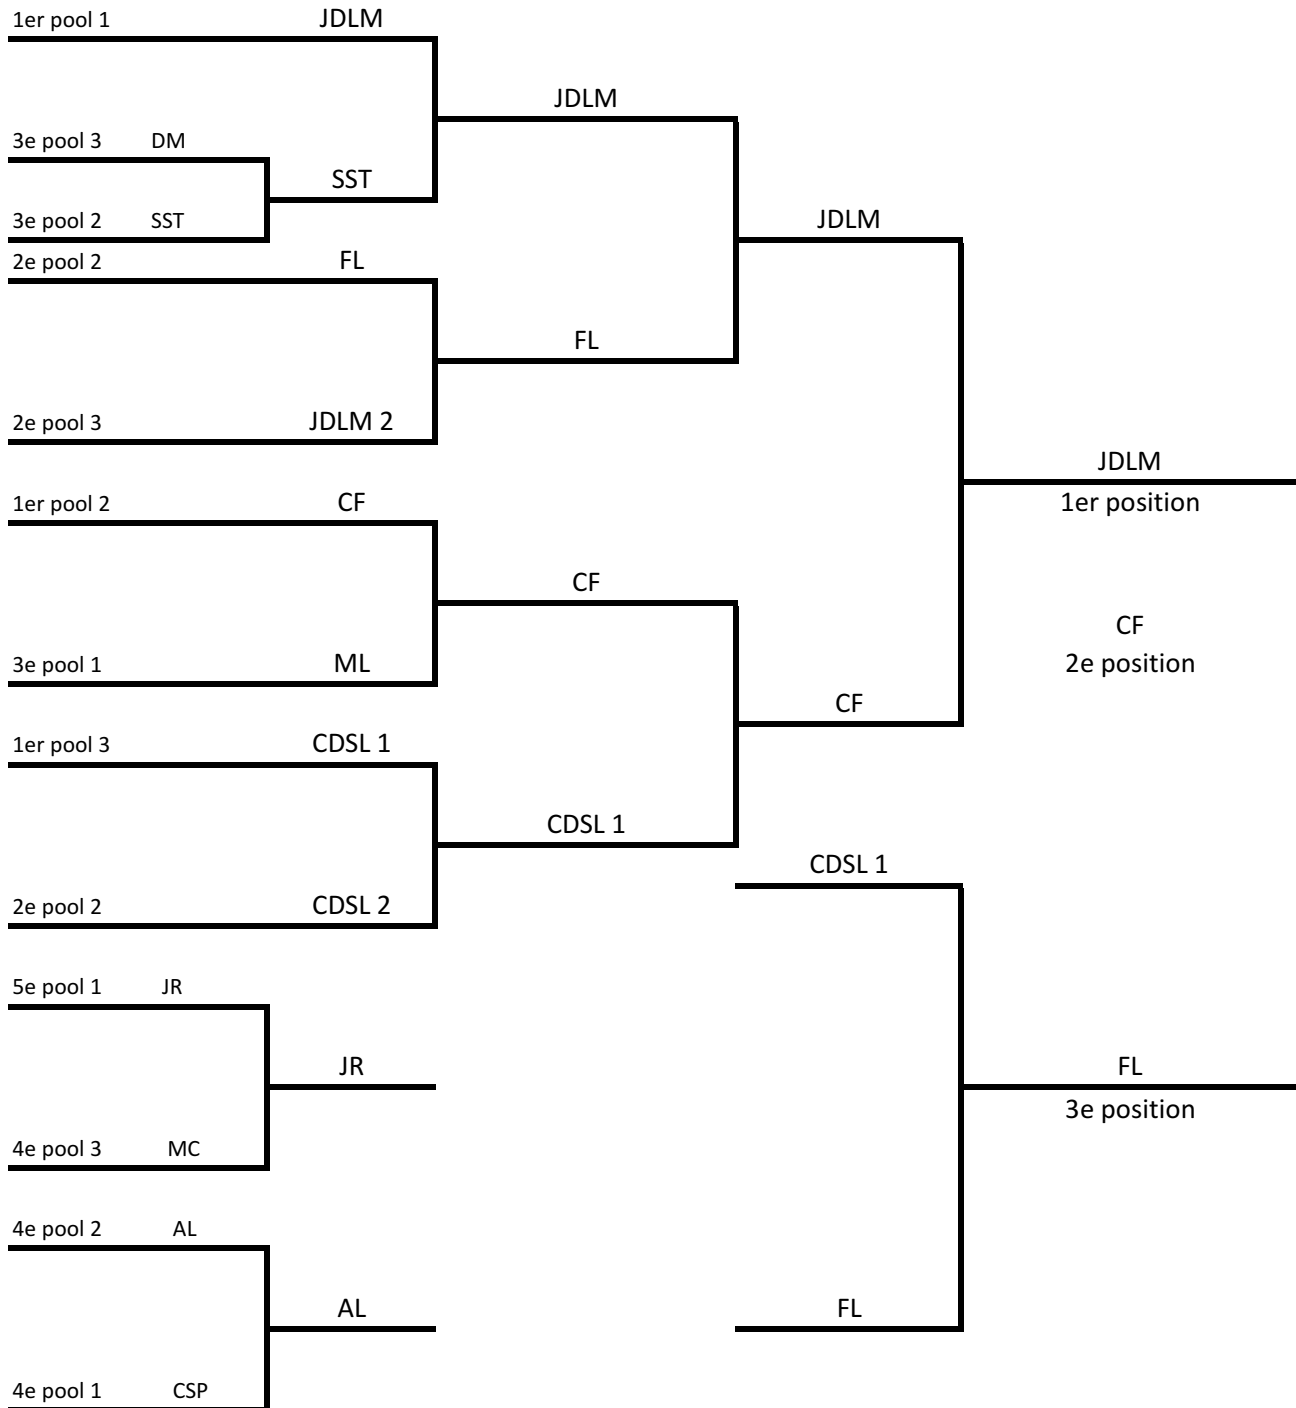 1er pool 1 JDLM
JDLM
3e pool 3 DM
SST
3e pool 2 SST
JDLM
2e pool 2 FL
FL
2e pool 3 JDLM 2
JDLM
1er position
1er pool 2 CF
CF
CF
2e position
3e pool 1 ML
CF
1er pool 3 CDSL 1
CDSL 1
CDSL 1
2e pool 2 CDSL 2
5e pool 1 JR
JR
FL
3e position
4e pool 3 MC
4e pool 2 AL
AL
FL
4e pool 1 CSP